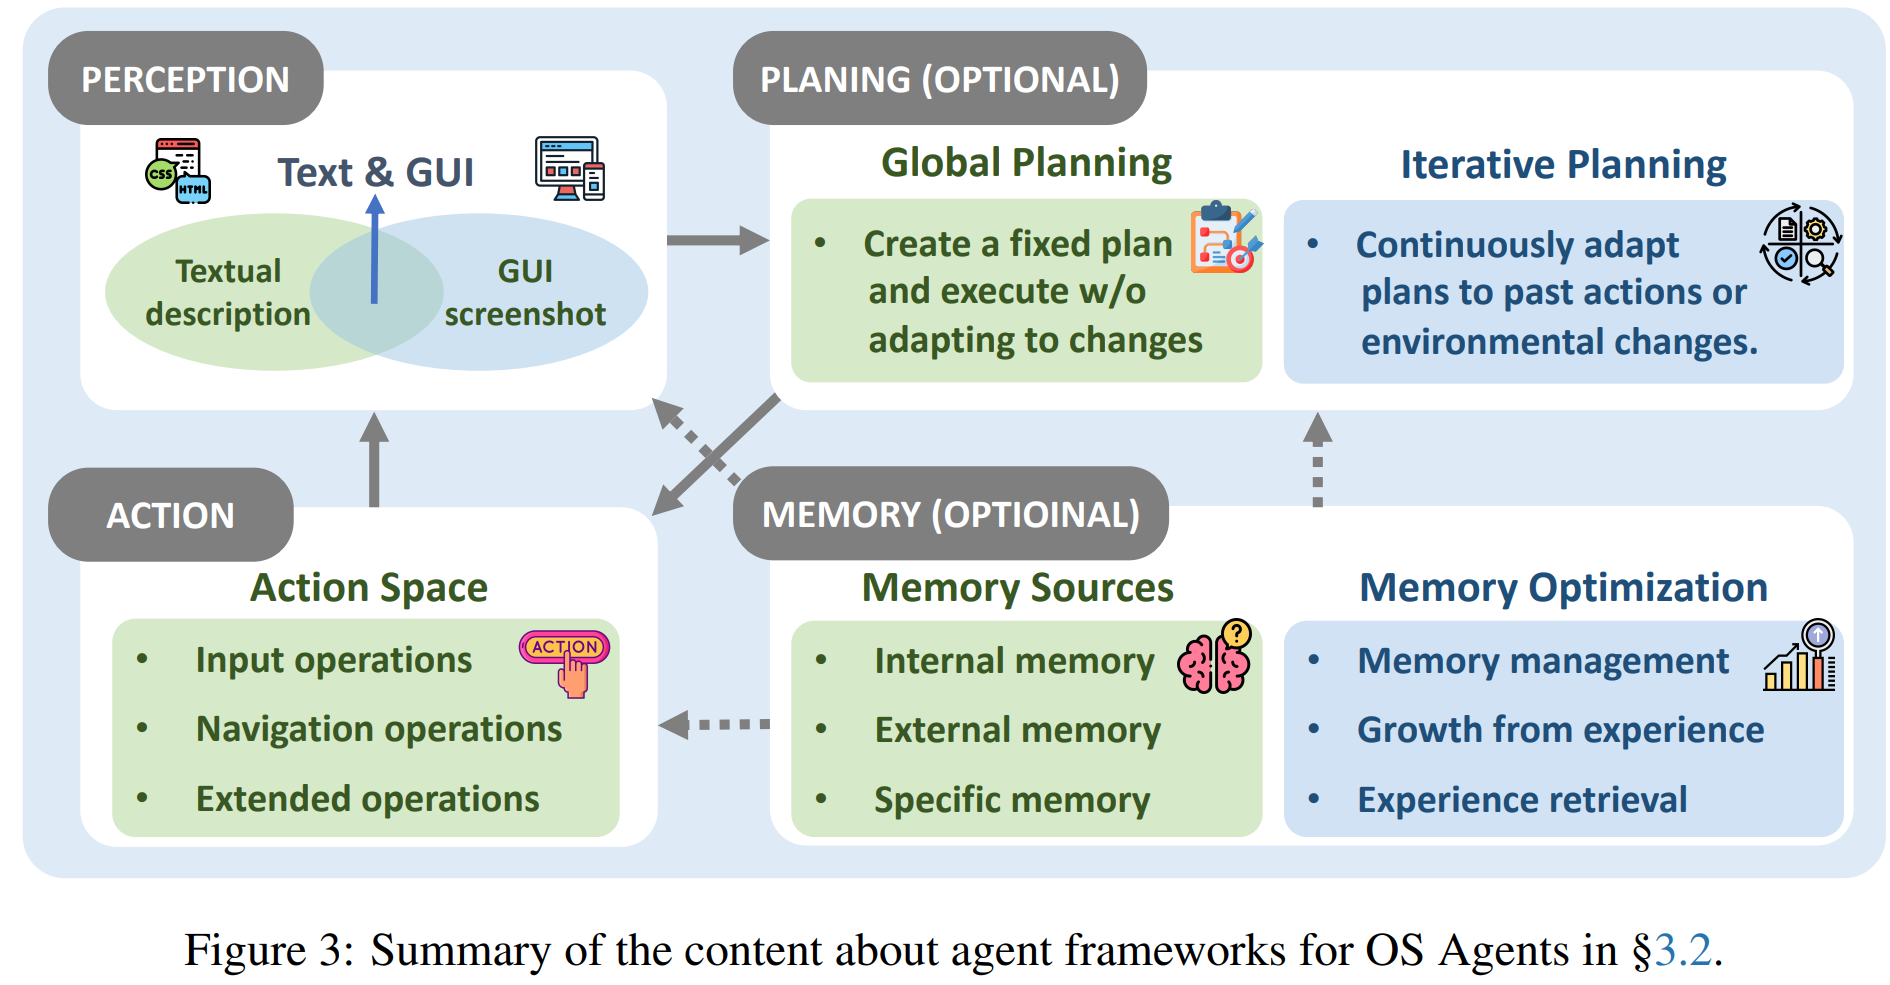 PERCEPTION
CSS
HTML
Text & GUI
Textual
description
GUI
screenshot
PLANING (OPTIONAL)
Global Planning
• Create a fixed plan
and execute w/o
adapting to changes
Iterative Planning
• Continuously adapt
plans to past actions or
environmental changes.
ACTION
Action Space
ACTION
• Input operations
• Navigation operations
• Extended operations
MEMORY (OPTIOINAL)
Memory Sources
?
• Internal memory
• External memory
• Specific memory
Memory Optimization
• Memory management
• Growth from experience
• Experience retrieval
Figure 3: Summary of the content about agent frameworks for OS Agents in §3.2.